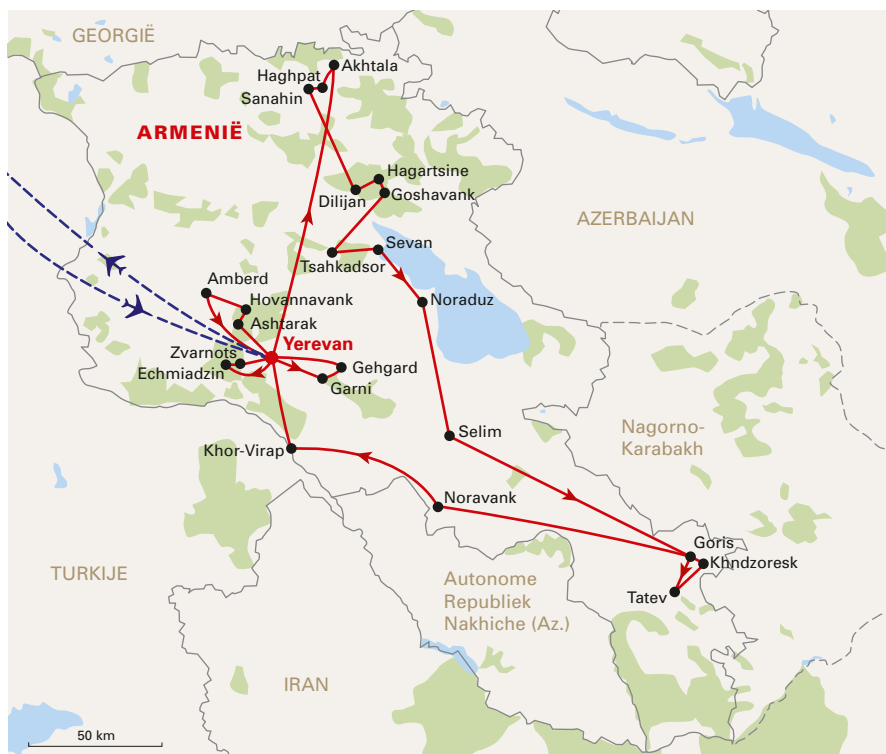 GEORGIË
Akhtala
Haghpat
Sanahin
ARMENIË
Hagartsine
Dilijan
Goshavank
AZERBAIJAN
Sevan
Tsahkadsor
Amberd
Hovannavank
Noraduz
Ashtarak
Yerevan
Zvarnots
Echmiadzin
Gehgard
Garni
Nagorno-
Karabakh
Selim
Khor-Virap
Noravank
Goris
Khndzoresk
TURKIJE
Autonome
Republiek
Nakhiche (Az.)
Tatev
IRAN
50 km